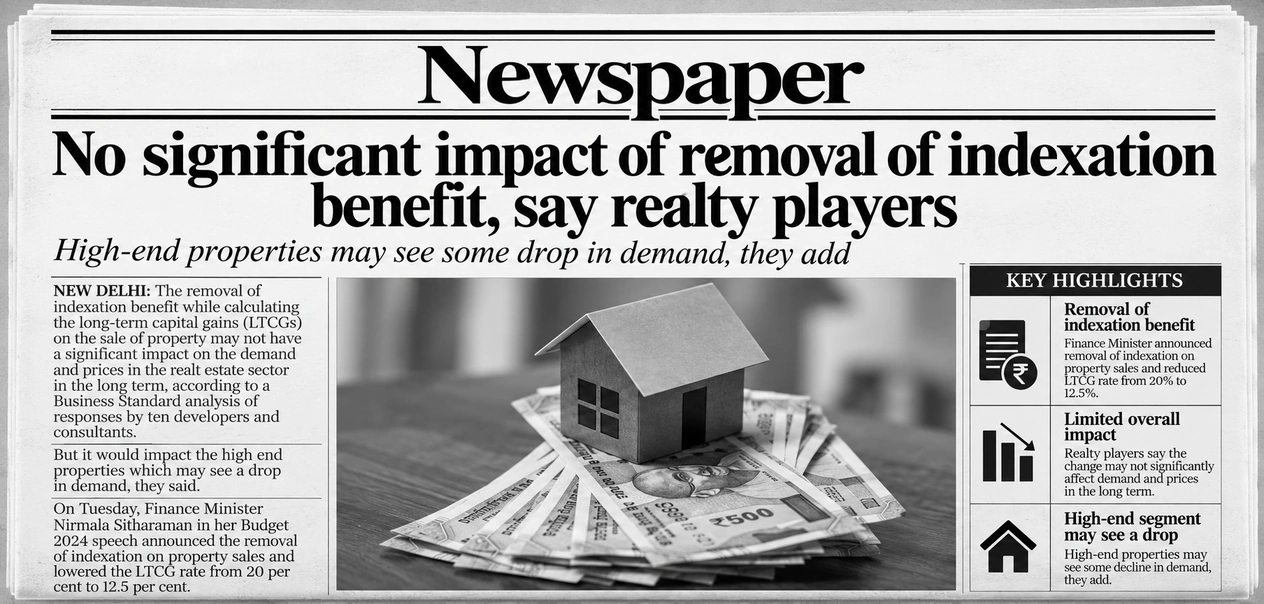 Newspaper
No significant impact of removal of indexation
benefit, say realty players
High-end properties may see some drop in demand, they add
NEW DELHI: The removal of
indexation benefit while calculating
the long-term capital gains (LTCGs)
on the sale of property may not have
a significant impact on the demand
and prices in the realt estate sector
in the long term, according to a
Business Standard analysis of
responses by ten developers and
consultants.
But it would impact the high end
properties which may see a drop
in demand, they said.
On Tuesday, Finance Minister
Nirmala Sitharaman in her Budget
2024 speech announced the removal
of indexation on property sales and
lowered the LTCG rate from 20 per
cent to 12.5 per cent.
₹500
KEY HIGHLIGHTS
₹
Removal of
indexation benefit
Finance Minister announced
removal of indexation on
property sales and reduced
LTCG rate from 20% to
12.5%.
Limited overall
impact
Realty players say the
change may not significantly
affect demand and prices
in the long term.
High-end segment
may see a drop
High-end properties may
see some decline in demand,
they add.